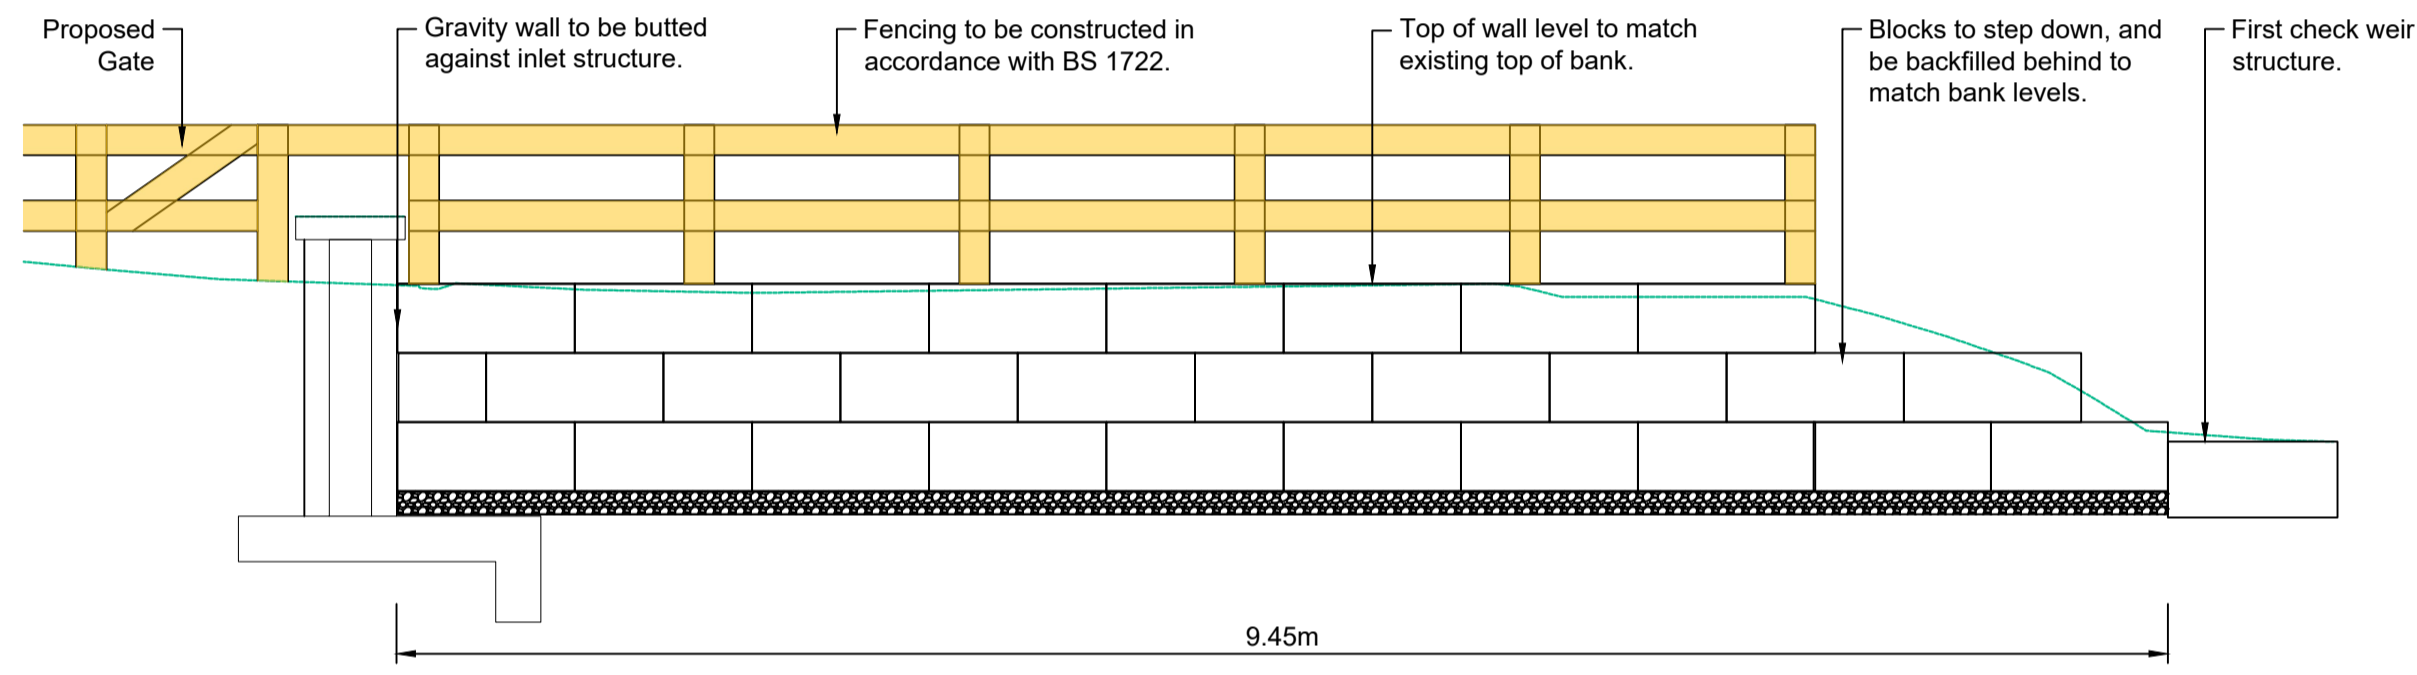 Proposed
Gate
Gravity wall to be butted
against inlet structure.
Fencing to be constructed in
accordance with BS 1722.
Top of wall level to match
existing top of bank.
Blocks to step down, and
be backfilled behind to
match bank levels.
First check weir
structure.
9.45m